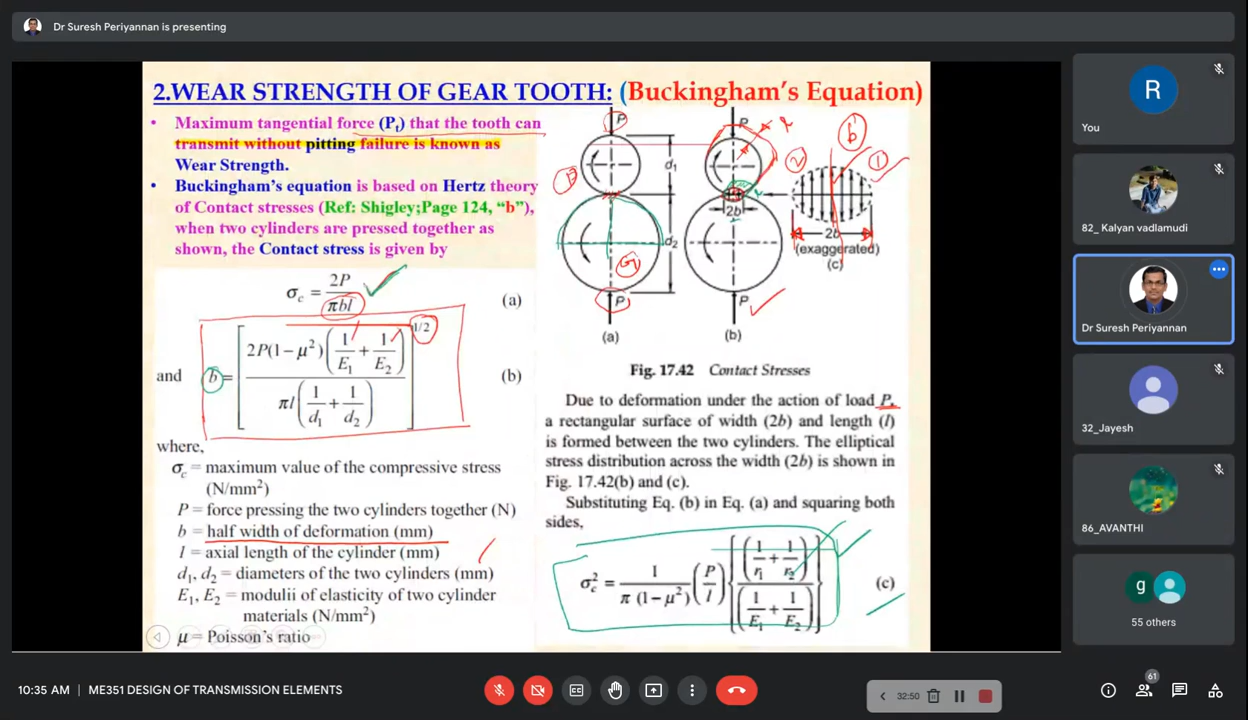 Dr Suresh Periyannan is presenting
2.WEAR STRENGTH OF GEAR TOOTH: (Buckingham's Equation)
• Maximum tangential force (Pt) that the tooth can
transmit without pitting failure is known as
Wear Strength.
• Buckingham's equation is based on Hertz theory
of Contact stresses (Ref: Shigley;Page 124, "b"),
when two cylinders are pressed together as
shown, the Contact stress is given by
σc = 2P / πbl (a)
and b = [ 2P(1−μ²) (1/E1 + 1/E2) / πl (1/d1 + 1/d2) ]^1/2 (b)
where,
σc = maximum value of the compressive stress
(N/mm²)
P = force pressing the two cylinders together (N)
b = half width of deformation (mm)
l = axial length of the cylinder (mm)
d1, d2 = diameters of the two cylinders (mm)
E1, E2 = modulii of elasticity of two cylinder
materials (N/mm²)
μ = Poisson's ratio
P
P
d1
d2
2b
2b
(exaggerated)
(c)
P
P
b
1
2
(a)
(b)
Fig. 17.42 Contact Stresses
Due to deformation under the action of load P,
a rectangular surface of width (2b) and length (l)
is formed between the two cylinders. The elliptical
stress distribution across the width (2b) is shown in
Fig. 17.42(b) and (c).
Substituting Eq. (b) in Eq. (a) and squaring both
sides,
σc² = 1 / π (1−μ²) (P/l) { (1/r1 + 1/r2) / (1/E1 + 1/E2) } (c)
R
You
82_ Kalyan vadlamudi
Dr Suresh Periyannan
32_Jayesh
86_AVANTHI
g
55 others
10:35 AM | ME351 DESIGN OF TRANSMISSION ELEMENTS
32:50
61